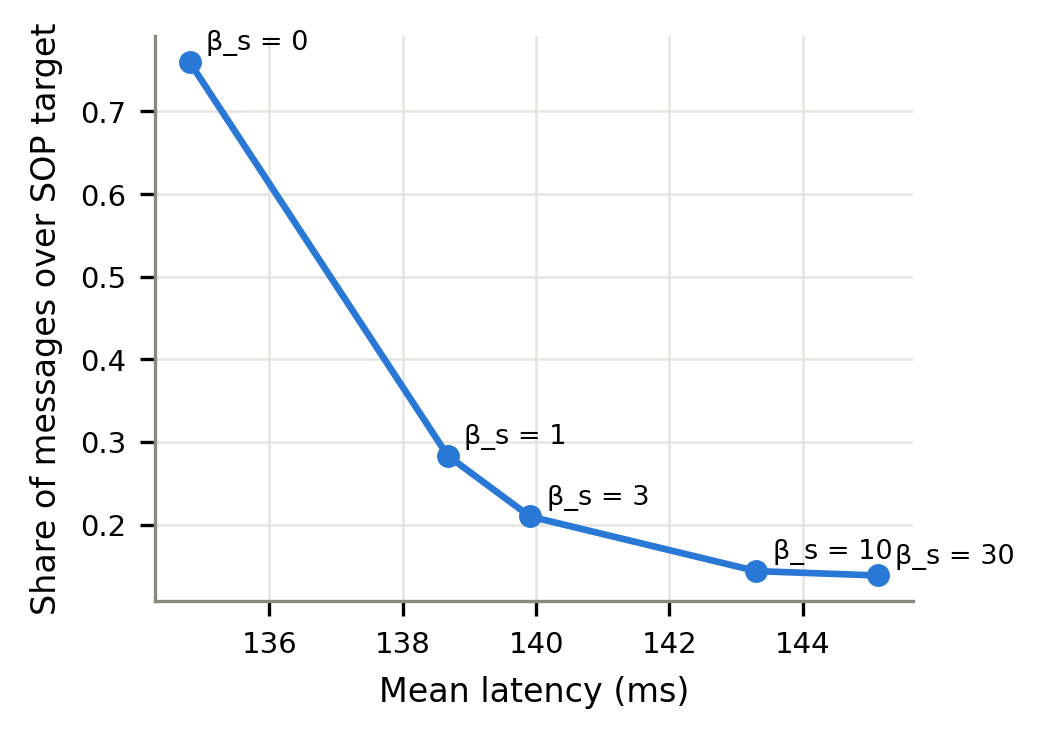 Share of messages over SOP target
0.7
0.6
0.5
0.4
0.3
0.2
β_s = 0
β_s = 1
β_s = 3
β_s = 10
β_s = 30
136 138 140 142 144
Mean latency (ms)